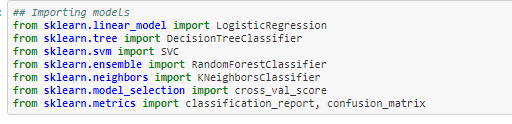 ## Importing models
from sklearn.linear_model import LogisticRegression
from sklearn.tree import DecisionTreeClassifier
from sklearn.svm import SVC
from sklearn.ensemble import RandomForestClassifier
from sklearn.neighbors import KNeighborsClassifier
from sklearn.model_selection import cross_val_score
from sklearn.metrics import classification_report, confusion_matrix